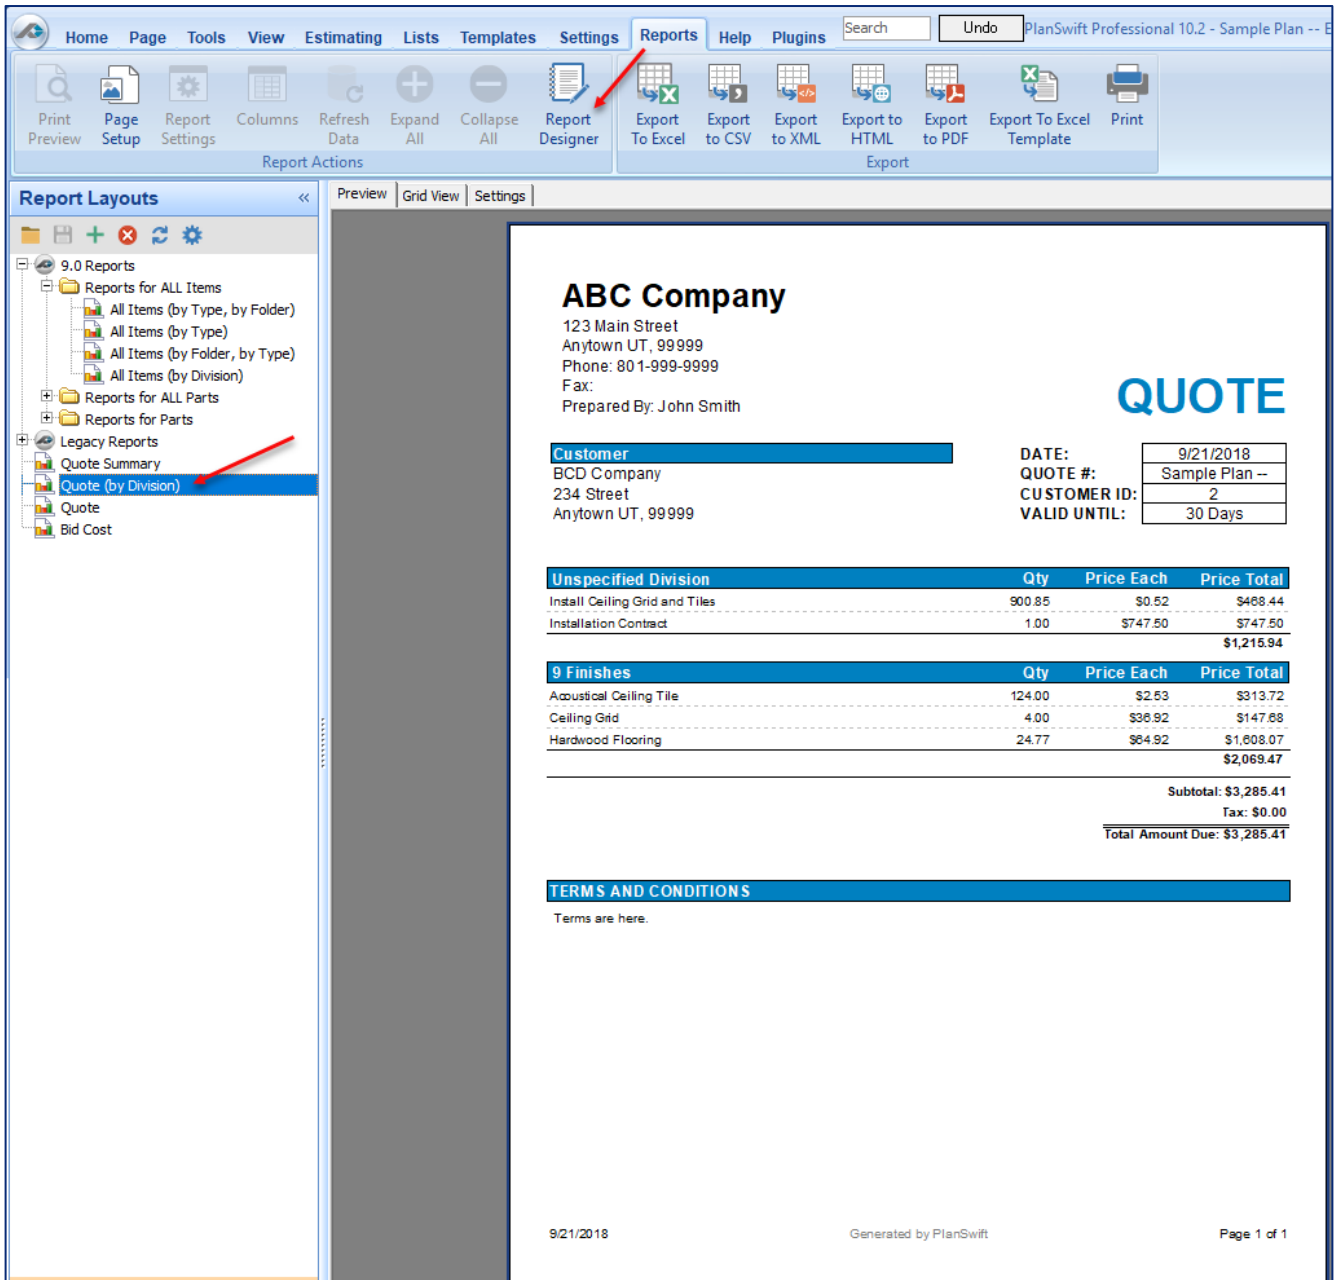 Home Page Tools View Estimating Lists Templates Settings Reports Help Plugins Search Undo PlanSwift Professional 10.2 - Sample Plan -- E
Print Preview Page Setup Report Settings Columns Refresh Data Expand All Collapse All Report Designer Export To Excel Export to CSV Export to XML Export to HTML Export to PDF Export To Excel Template Print
Report Actions Export
Report Layouts «
Preview Grid View Settings
9.0 Reports
Reports for ALL Items
All Items (by Type, by Folder)
All Items (by Type)
All Items (by Folder, by Type)
All Items (by Division)
Reports for ALL Parts
Reports for Parts
Legacy Reports
Quote Summary
Quote (by Division)
Quote
Bid Cost
ABC Company
123 Main Street
Anytown UT, 99999
Phone: 801-999-9999
Fax:
Prepared By: John Smith
QUOTE
Customer
BCD Company
234 Street
Anytown UT, 99999
DATE: 9/21/2018
QUOTE #: Sample Plan --
CUSTOMER ID: 2
VALID UNTIL: 30 Days
Unspecified Division Qty Price Each Price Total
Install Ceiling Grid and Tiles 900.85 $0.52 $468.44
Installation Contract 1.00 $747.50 $747.50
$1,215.94
9 Finishes Qty Price Each Price Total
Acoustical Ceiling Tile 124.00 $2.53 $313.72
Ceiling Grid 4.00 $36.92 $147.68
Hardwood Flooring 24.77 $64.92 $1,608.07
$2,069.47
Subtotal: $3,285.41
Tax: $0.00
Total Amount Due: $3,285.41
TERMS AND CONDITIONS
Terms are here.
9/21/2018 Generated by PlanSwift Page 1 of 1